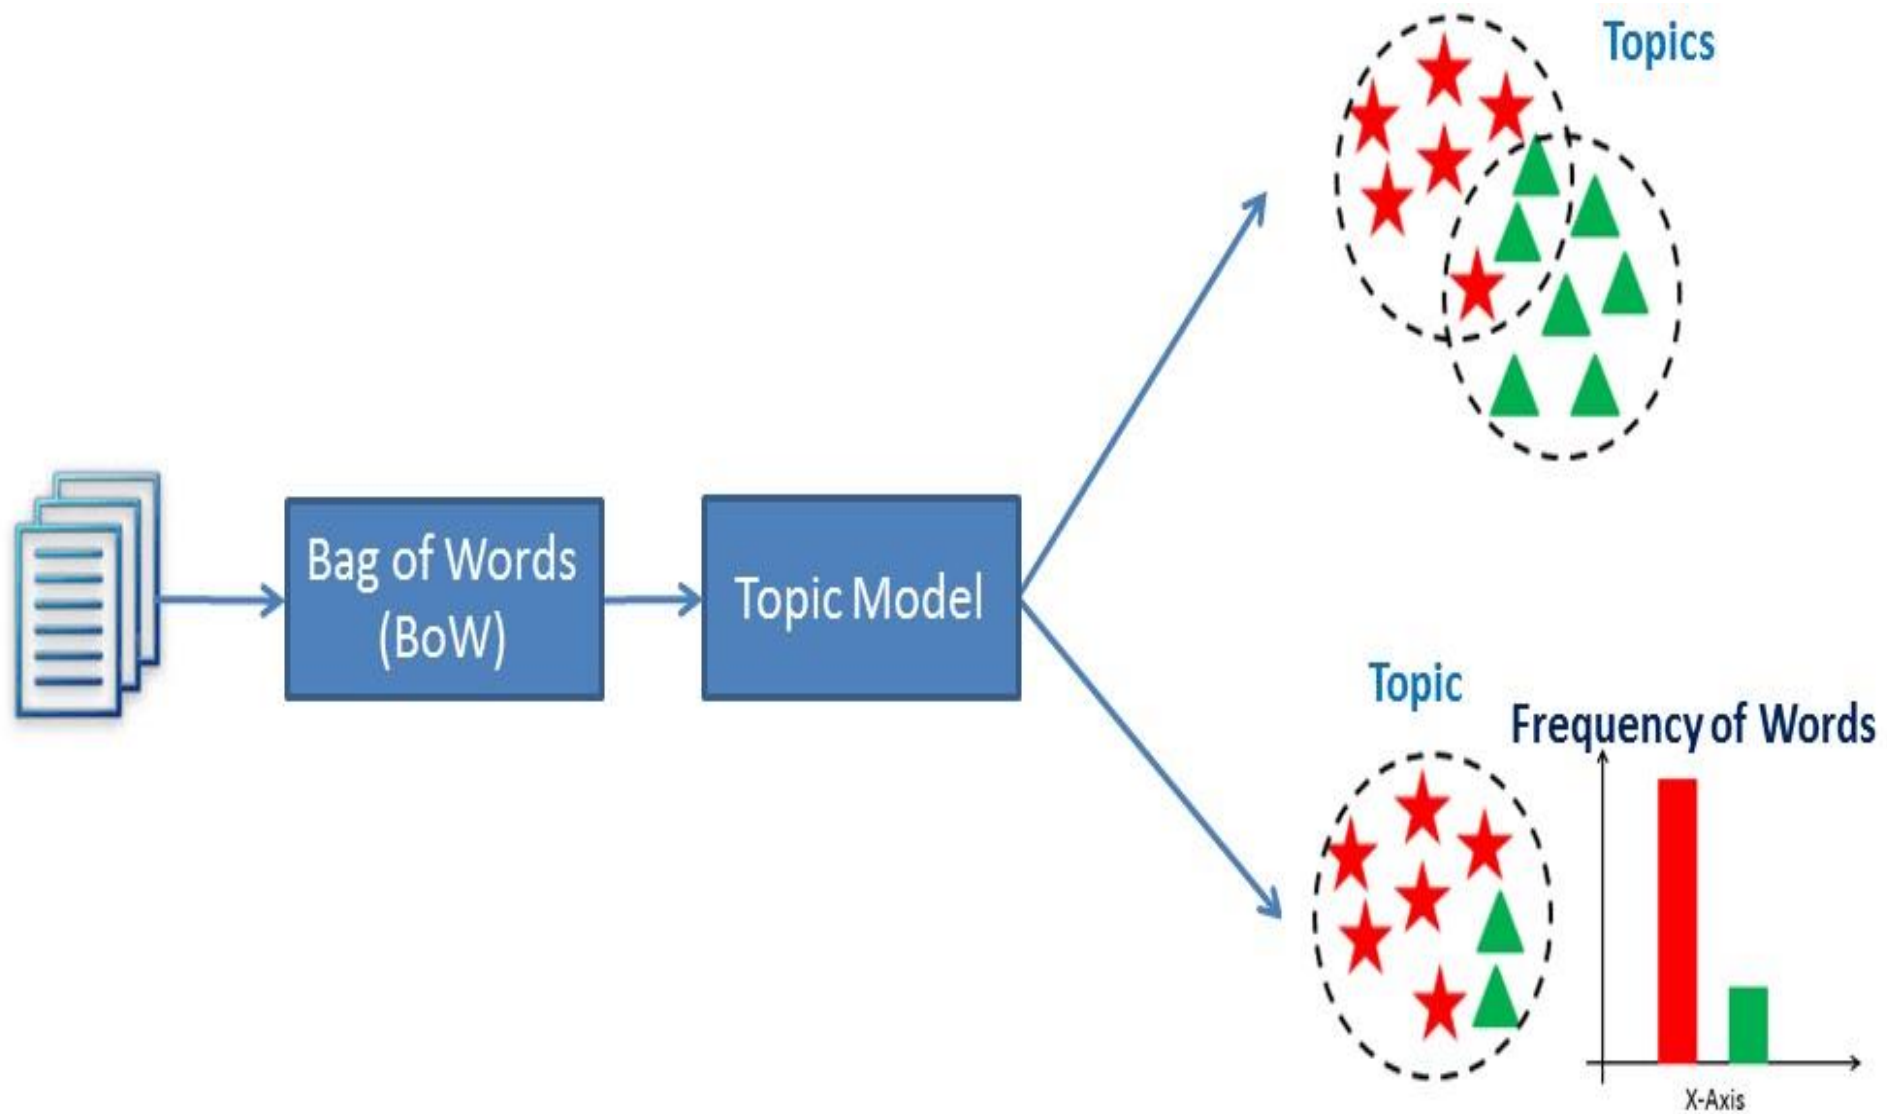 Topics
Bag of Words
(BoW)
Topic Model
Topic
Frequency of Words
X-Axis